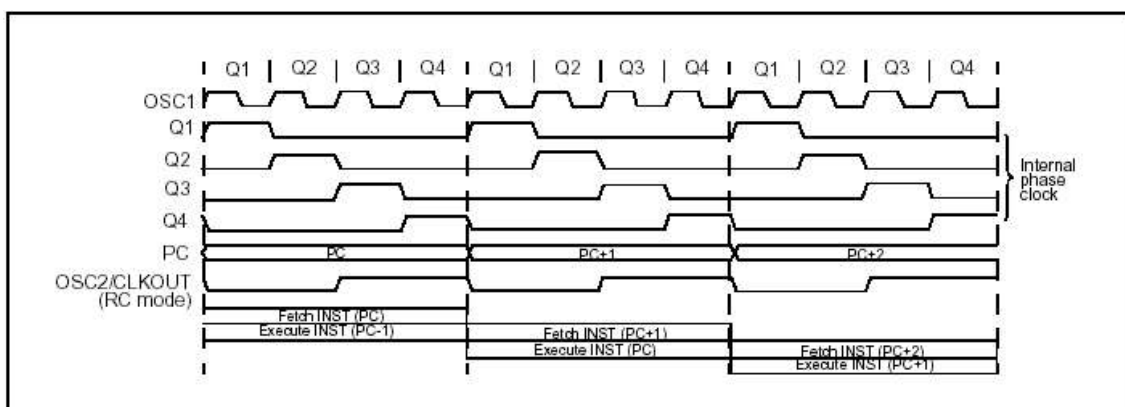 Q1 Q2 Q3 Q4 Q1 Q2 Q3 Q4 Q1 Q2 Q3 Q4
OSC1
Q1
Q2
Q3
Q4
Internal
phase
clock
PC PC PC+1 PC+2
OSC2/CLKOUT
(RC mode)
Fetch INST (PC)
Execute INST (PC-1) Fetch INST (PC+1)
Execute INST (PC) Fetch INST (PC+2)
Execute INST (PC+1)